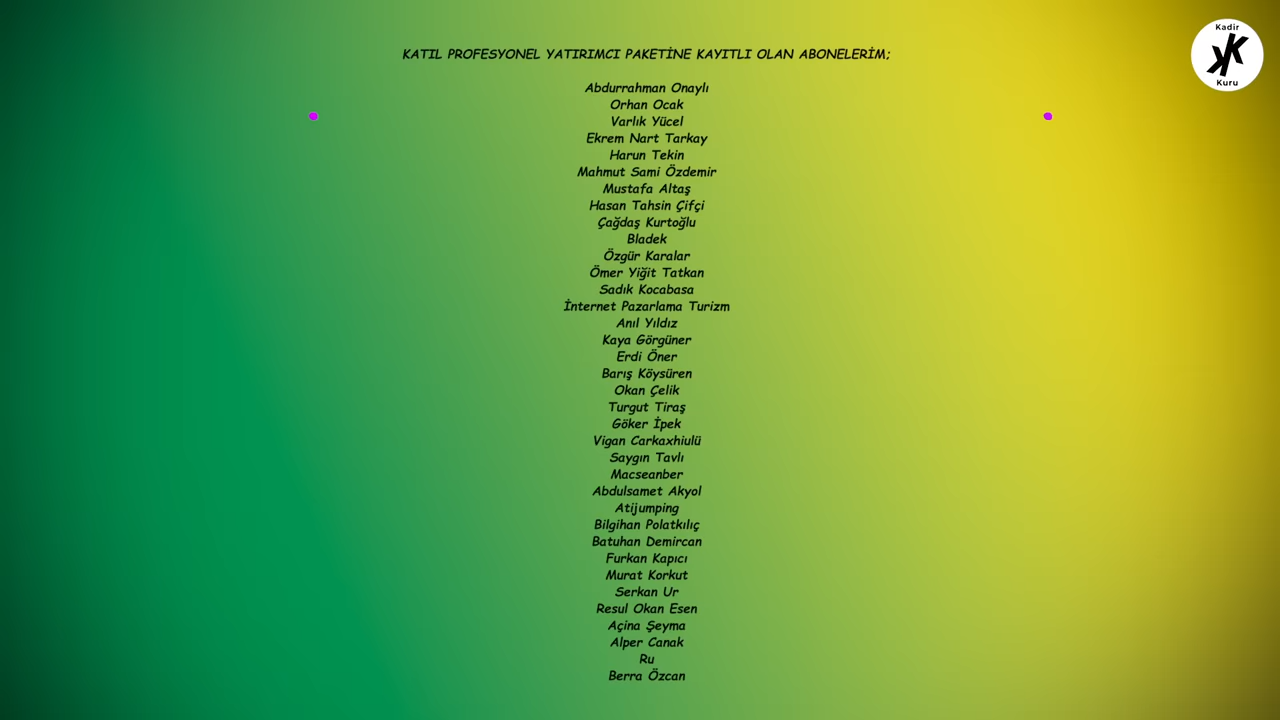 KATIL PROFESYONEL YATIRIMCI PAKETİNE KAYITLI OLAN ABONELERİM;
Kadir
KK
Kuru
Abdurrahman Onaylı
Orhan Ocak
Varlık Yücel
Ekrem Nart Tarkay
Harun Tekin
Mahmut Sami Özdemir
Mustafa Altaş
Hasan Tahsin Çifçi
Çağdaş Kurtoğlu
Bladek
Özgür Karalar
Ömer Yiğit Tatkan
Sadık Kocabasa
İnternet Pazarlama Turizm
Anıl Yıldız
Kaya Görgüner
Erdi Öner
Barış Köysüren
Okan Çelik
Turgut Tiraş
Göker İpek
Vigan Carkaxhiulü
Saygın Tavlı
Macseanber
Abdulsamet Akyol
Atijumping
Bilgihan Polatkılıç
Batuhan Demircan
Furkan Kapıcı
Murat Korkut
Serkan Ur
Resul Okan Esen
Açina Şeyma
Alper Canak
Ru
Berra Özcan